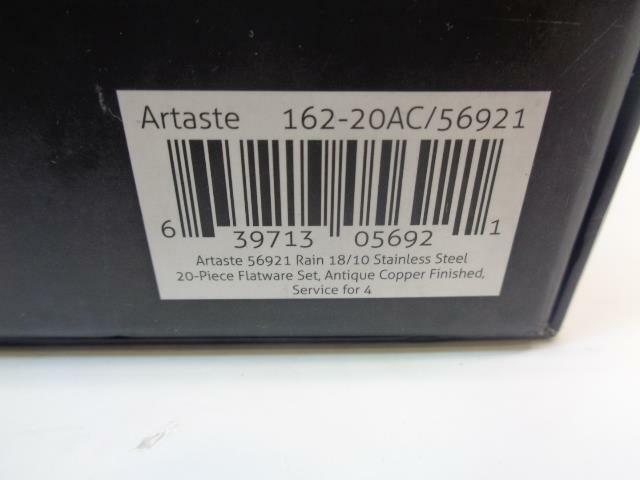 Artaste 162-20AC/56921
6 39713 05692 1
Artaste 56921 Rain 18/10 Stainless Steel
20-Piece Flatware Set, Antique Copper Finished,
Service for 4